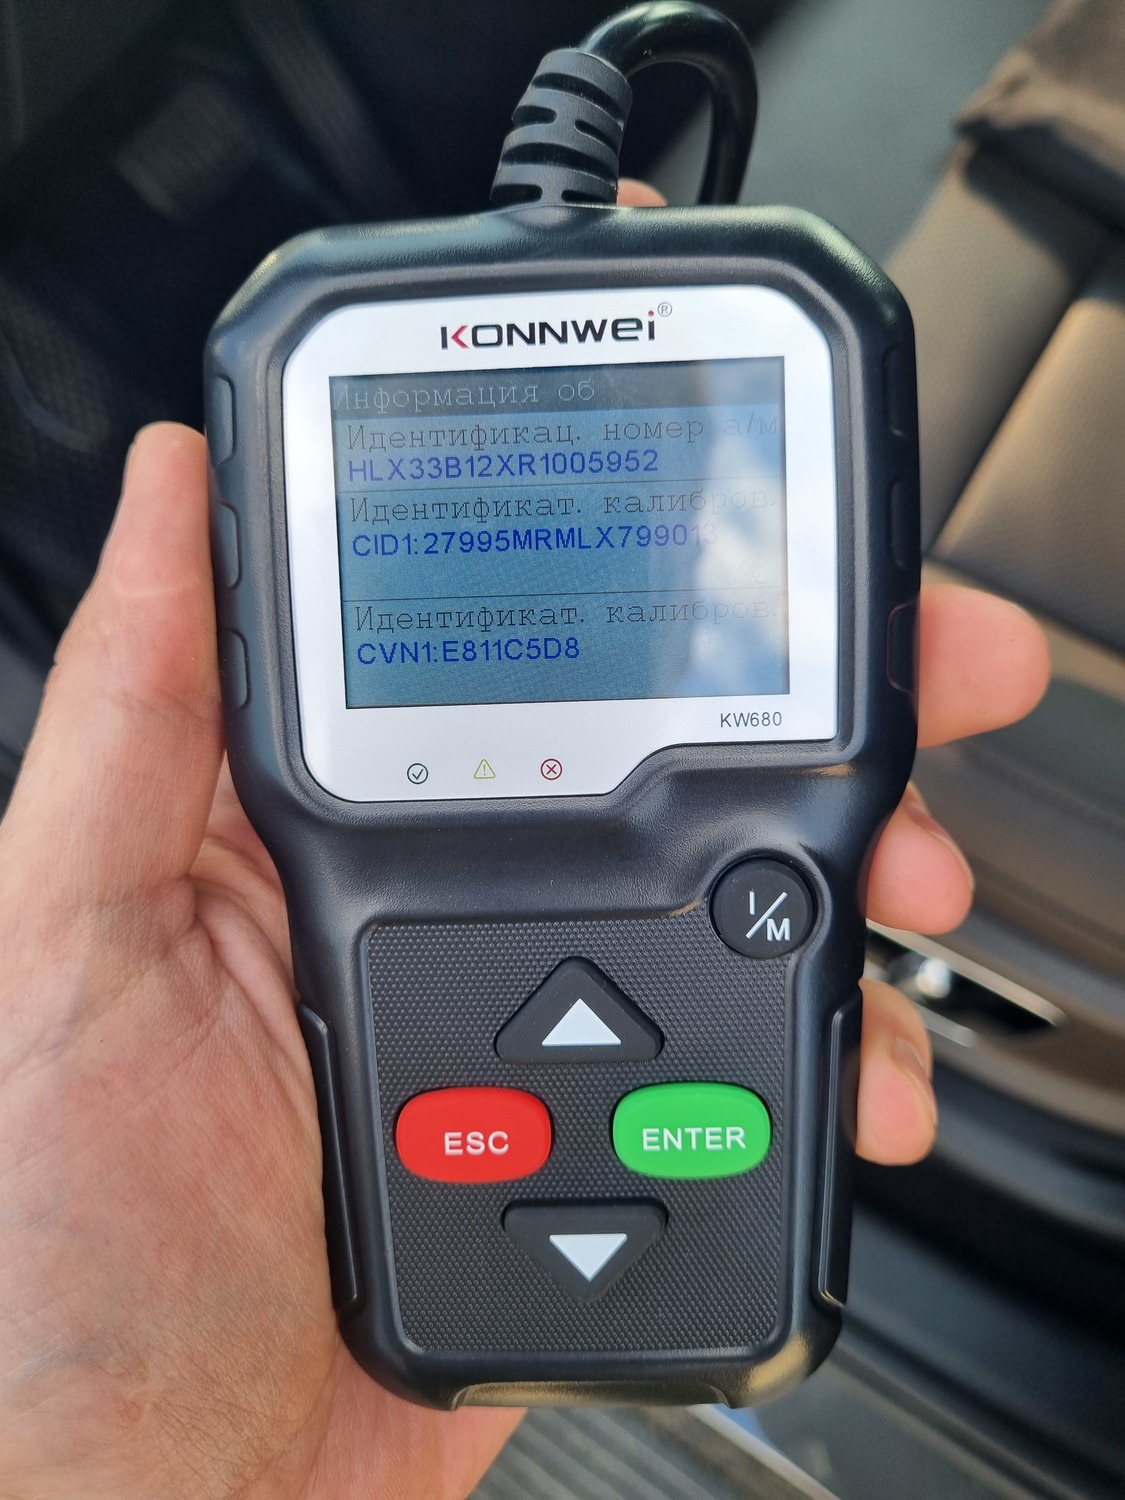 KONNWEI®
Информация об
Идентификац. номер а/м
HLX33B12XR1005952
Идентификат. калибров.
CID1:27995MRMLX799013
Идентификат. калибров.
CVN1:E811C5D8
KW680
I/M
ESC
ENTER